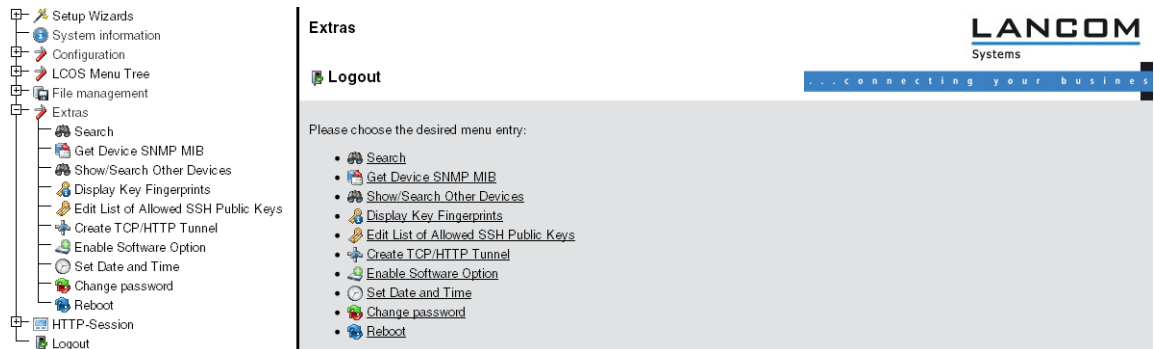 Setup Wizards
System information
Configuration
LCOS Menu Tree
File management
Extras
Search
Get Device SNMP MIB
Show/Search Other Devices
Display Key Fingerprints
Edit List of Allowed SSH Public Keys
Create TCP/HTTP Tunnel
Enable Software Option
Set Date and Time
Change password
Reboot
HTTP-Session
Logout
Extras
LANCOM
Systems
Logout
...connecting your busines
Please choose the desired menu entry:
Search
Get Device SNMP MIB
Show/Search Other Devices
Display Key Fingerprints
Edit List of Allowed SSH Public Keys
Create TCP/HTTP Tunnel
Enable Software Option
Set Date and Time
Change password
Reboot